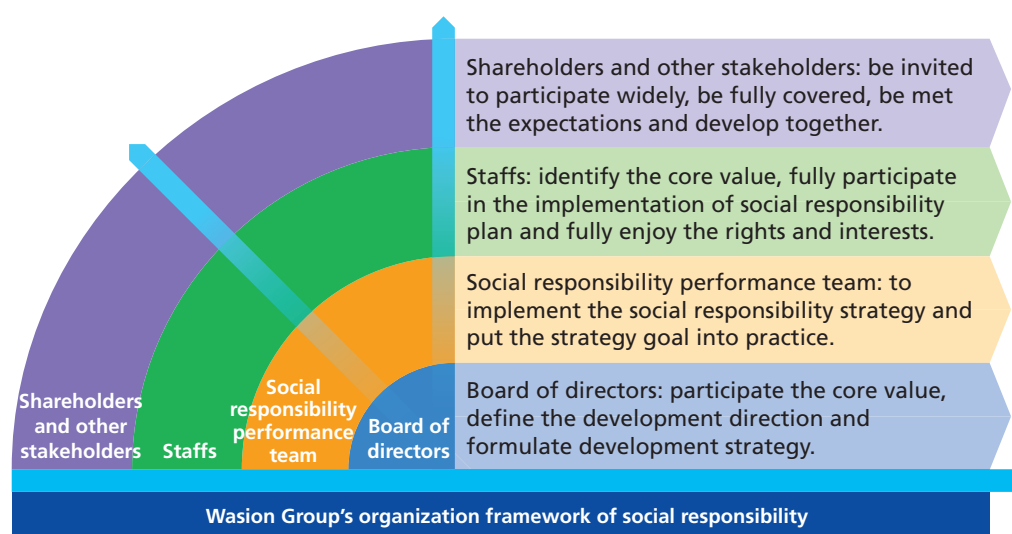 Shareholders and other stakeholders: be invited
to participate widely, be fully covered, be met
the expectations and develop together.
Staffs: identify the core value, fully participate
in the implementation of social responsibility
plan and fully enjoy the rights and interests.
Social responsibility performance team: to
implement the social responsibility strategy and
put the strategy goal into practice.
Board of directors: participate the core value,
define the development direction and
formulate development strategy.
Shareholders
and other
stakeholders
Staffs
Social
responsibility
performance
team
Board of
directors
Wasion Group’s organization framework of social responsibility